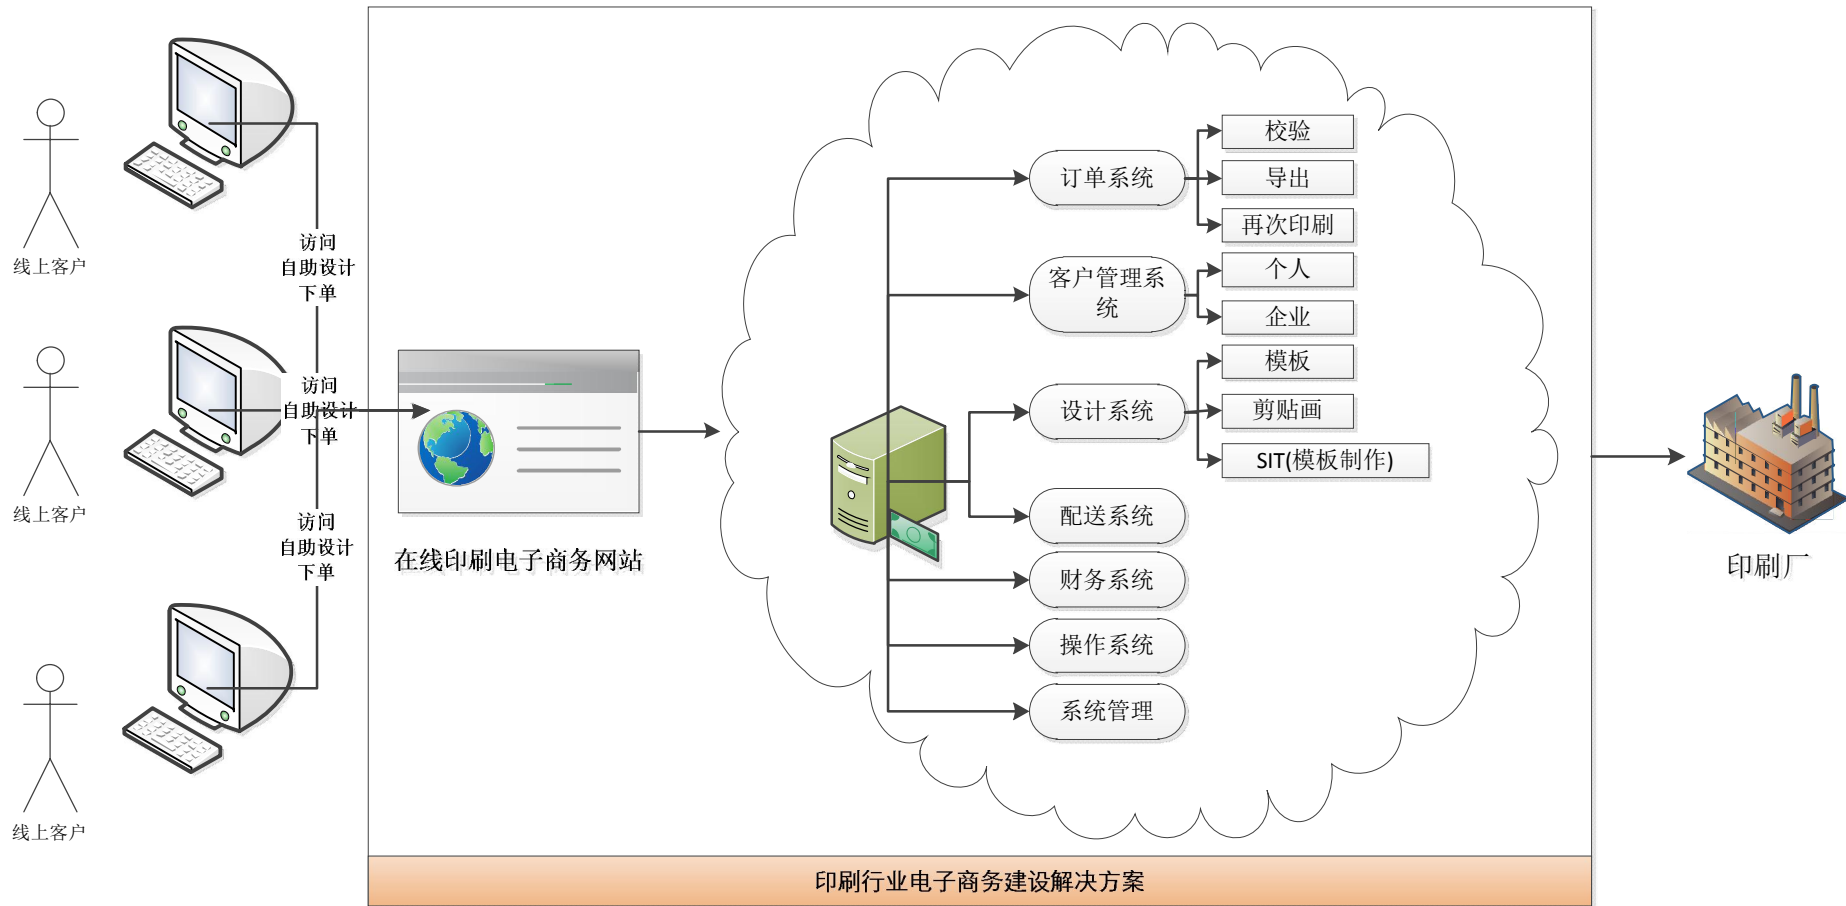 线上客户
访问
自助设计
下单
线上客户
访问
自助设计
下单
线上客户
访问
自助设计
下单
在线印刷电子商务网站
订单系统
校验
导出
再次印刷
客户管理系
统
个人
企业
设计系统
模板
剪贴画
SIT(模板制作)
配送系统
财务系统
操作系统
系统管理
印刷厂
印刷行业电子商务建设解决方案